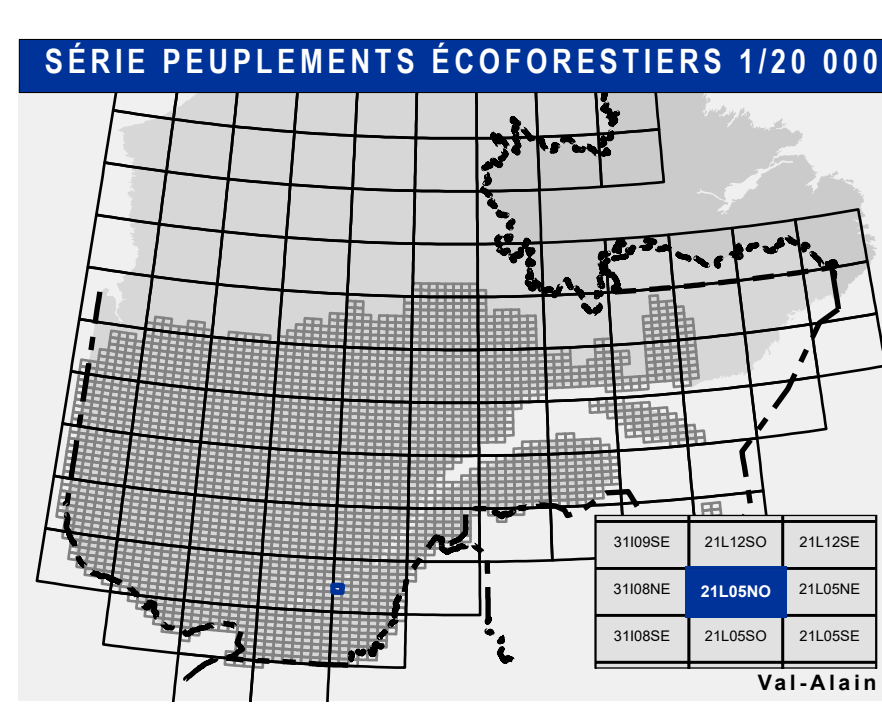 SÉRIE PEUPLEMENTS ÉCOFORESTIERS 1/20 000
31I09SE 21L12SO 21L12SE
31I08NE 21L05NO 21L05NE
31I08SE 21L05SO 21L05SE
Val-Alain